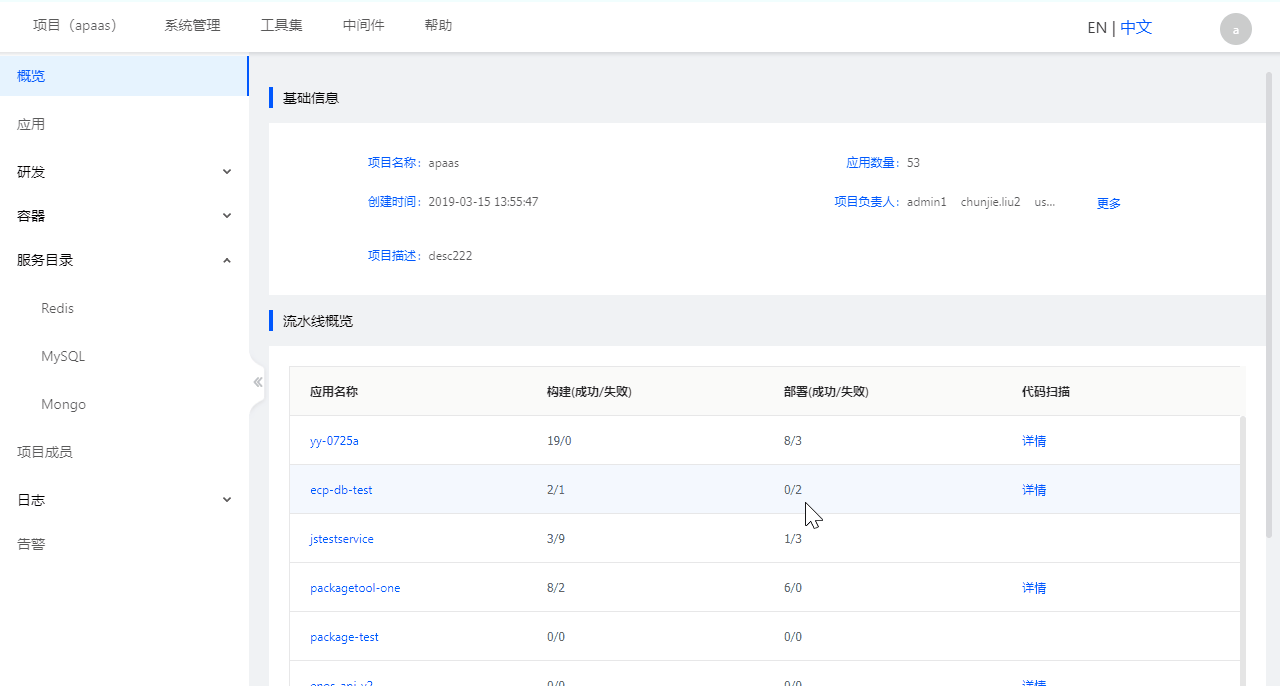 项目（apaas） 系统管理 工具集 中间件 帮助 EN | 中文 a
概览
应用
研发
容器
服务目录
Redis
MySQL
Mongo
项目成员
日志
告警
基础信息
项目名称： apaas 应用数量： 53
创建时间： 2019-03-15 13:55:47 项目负责人： admin1 chunjie.liu2 us... 更多
项目描述： desc222
流水线概览
应用名称 构建(成功/失败) 部署(成功/失败) 代码扫描
yy-0725a 19/0 8/3 详情
ecp-db-test 2/1 0/2 详情
jstestservice 3/9 1/3
packagetool-one 8/2 6/0 详情
package-test 0/0 0/0
0/0 0/0 详情